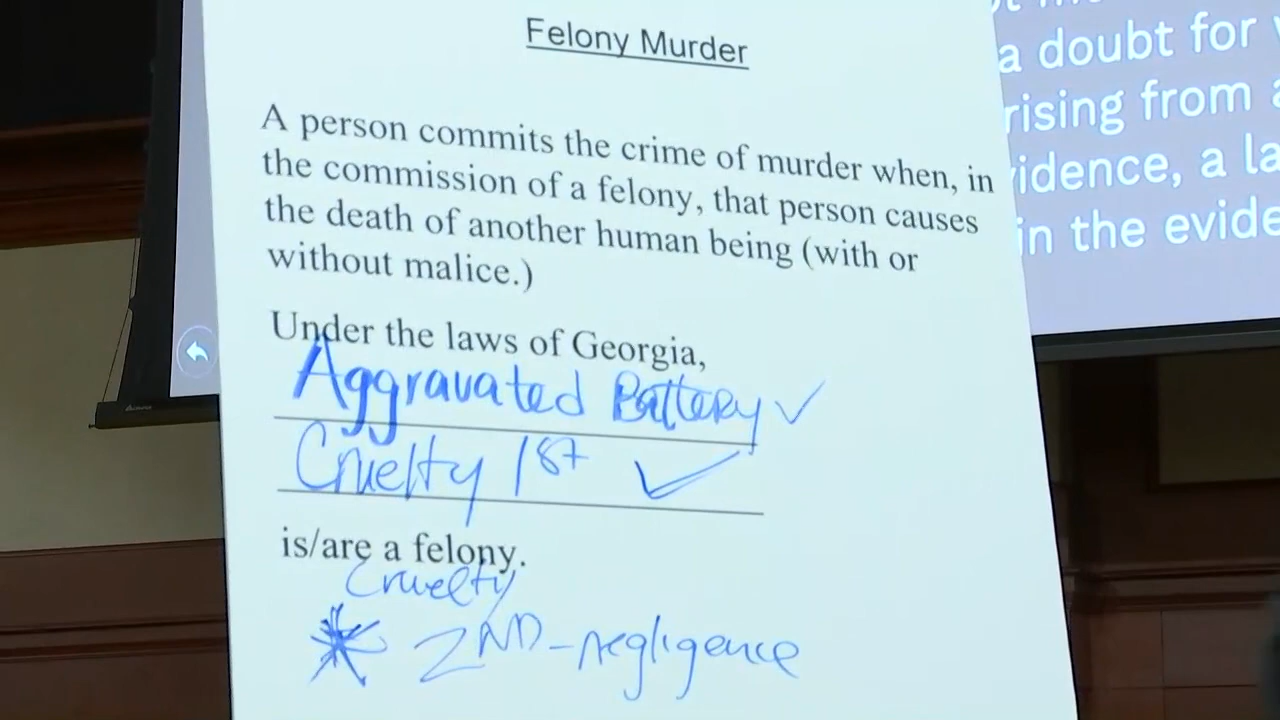 Felony Murder
A person commits the crime of murder when, in
the commission of a felony, that person causes
the death of another human being (with or
without malice.)
Under the laws of Georgia,
Aggravated Battery ✓
Cruelty 1st ✓
is/are a felony.
Cruelty
* 2ND-negligence
a doubt for
rising from
idence, a la
in the evide